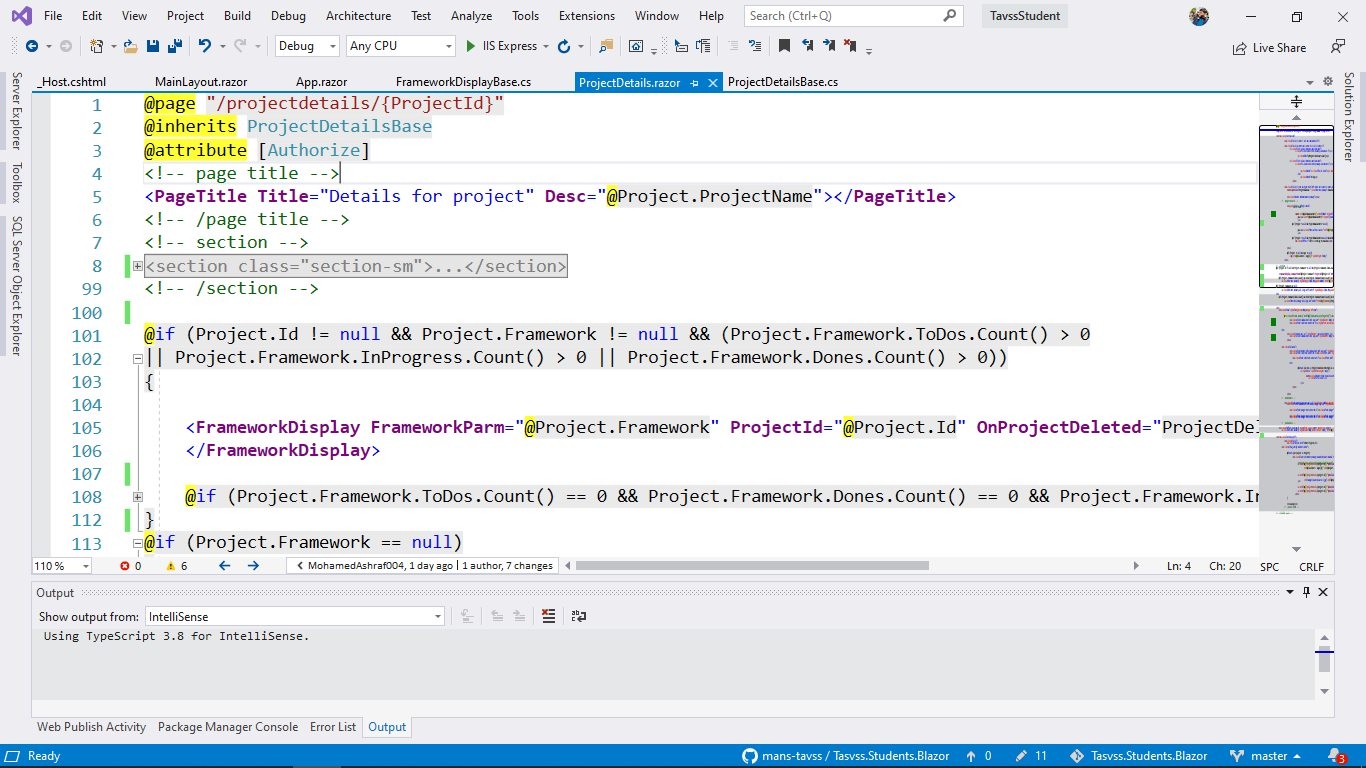 File Edit View Project Build Debug Architecture Test Analyze Tools Extensions Window Help Search (Ctrl+Q) TavssStudent
Debug Any CPU IIS Express Live Share
_Host.cshtml MainLayout.razor App.razor FrameworkDisplayBase.cs ProjectDetails.razor ProjectDetailsBase.cs
Server Explorer
Toolbox
SQL Server Object Explorer
Solution Explorer
1 @page "/projectdetails/{ProjectId}"
2 @inherits ProjectDetailsBase
3 @attribute [Authorize]
4 <!-- page title -->
5 <PageTitle Title="Details for project" Desc="@Project.ProjectName"></PageTitle>
6 <!-- /page title -->
7 <!-- section -->
8 <section class="section-sm">...</section>
99 <!-- /section -->
100
101 @if (Project.Id != null && Project.Framework != null && (Project.Framework.ToDos.Count() > 0
102 || Project.Framework.InProgress.Count() > 0 || Project.Framework.Dones.Count() > 0))
103 {
104
105 <FrameworkDisplay FrameworkParm="@Project.Framework" ProjectId="@Project.Id" OnProjectDeleted="ProjectDel
106 </FrameworkDisplay>
107
108 @if (Project.Framework.ToDos.Count() == 0 && Project.Framework.Dones.Count() == 0 && Project.Framework.In
112 }
113 @if (Project.Framework == null)
110 % 0 6 MohamedAshraf004, 1 day ago | 1 author, 7 changes Ln: 4 Ch: 20 SPC CRLF
Output
Show output from: IntelliSense
Using TypeScript 3.8 for IntelliSense.
Web Publish Activity Package Manager Console Error List Output
Ready mans-tavss / Tasvss.Students.Blazor 0 11 Tasvss.Students.Blazor master 3